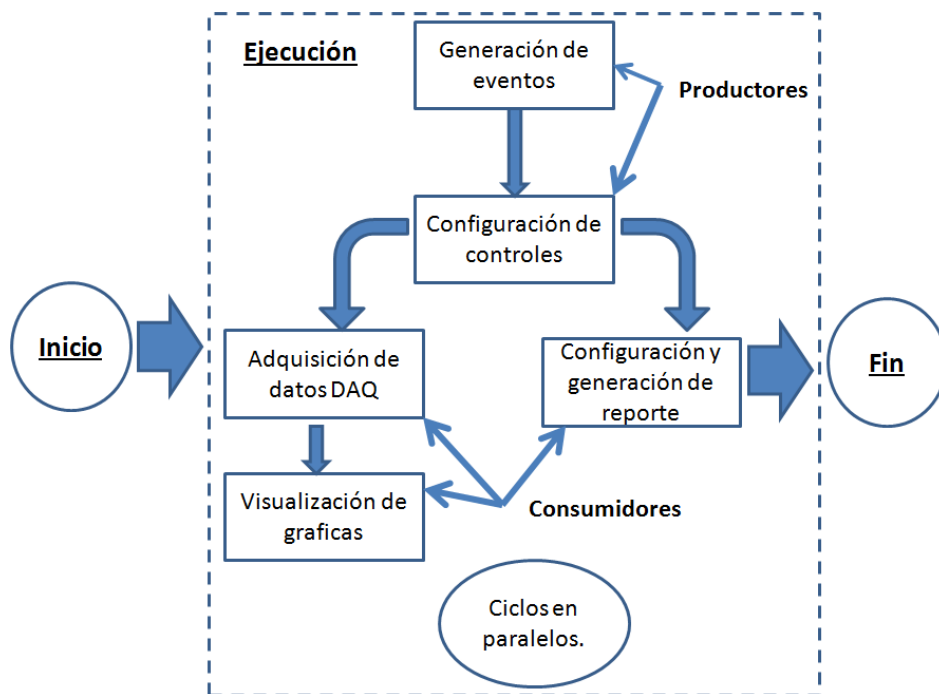 Ejecución
Generación de
eventos
Productores
Configuración de
controles
Inicio
Adquisición de
datos DAQ
Configuración y
generación de
reporte
Fin
Visualización de
graficas
Consumidores
Ciclos en
paralelos.